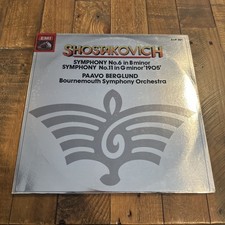 SHOSTAKOVICH
SYMPHONY No.6 in B minor
SYMPHONY No.11 in G minor '1905'
PAAVO BERGLUND
Bournemouth Symphony Orchestra